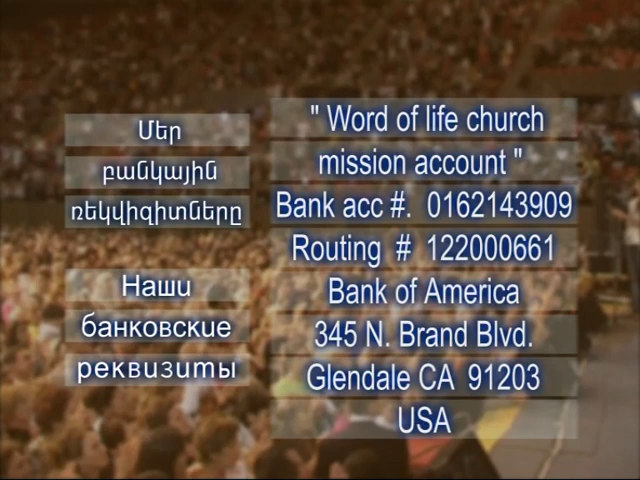 Մեր
բանկային
ռեկվիզիտները
Наши
банковские
реквизиты
" Word of life church
mission account "
Bank acc #. 0162143909
Routing # 122000661
Bank of America
345 N. Brand Blvd.
Glendale CA 91203
USA